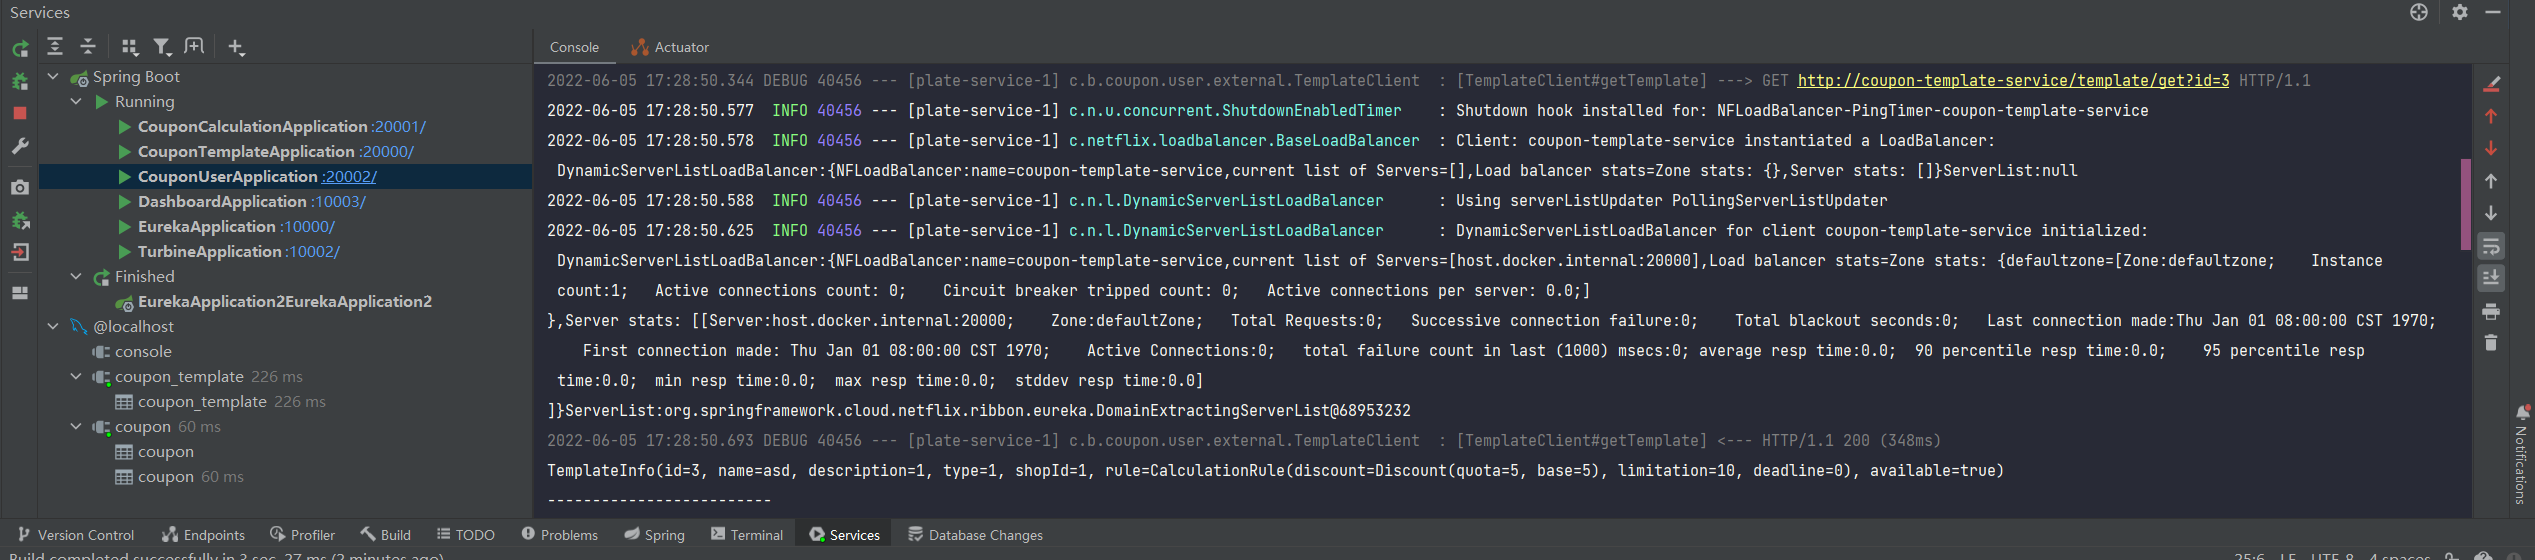 Services
Console
Actuator
Spring Boot
Running
CouponCalculationApplication :20001/
CouponTemplateApplication :20000/
CouponUserApplication :20002/
DashboardApplication :10003/
EurekaApplication :10000/
TurbineApplication :10002/
Finished
EurekaApplication2EurekaApplication2
@localhost
console
coupon_template 226 ms
coupon_template 226 ms
coupon 60 ms
coupon
coupon 60 ms
2022-06-05 17:28:50.344 DEBUG 40456 --- [plate-service-1] c.b.coupon.user.external.TemplateClient : [TemplateClient#getTemplate] ---> GET http://coupon-template-service/template/get?id=3 HTTP/1.1
2022-06-05 17:28:50.577 INFO 40456 --- [plate-service-1] c.n.u.concurrent.ShutdownEnabledTimer : Shutdown hook installed for: NFLoadBalancer-PingTimer-coupon-template-service
2022-06-05 17:28:50.578 INFO 40456 --- [plate-service-1] c.netflix.loadbalancer.BaseLoadBalancer : Client: coupon-template-service instantiated a LoadBalancer:
DynamicServerListLoadBalancer:{NFLoadBalancer:name=coupon-template-service,current list of Servers=[],Load balancer stats=Zone stats: {},Server stats: []}ServerList:null
2022-06-05 17:28:50.588 INFO 40456 --- [plate-service-1] c.n.l.DynamicServerListLoadBalancer : Using serverListUpdater PollingServerListUpdater
2022-06-05 17:28:50.625 INFO 40456 --- [plate-service-1] c.n.l.DynamicServerListLoadBalancer : DynamicServerListLoadBalancer for client coupon-template-service initialized:
DynamicServerListLoadBalancer:{NFLoadBalancer:name=coupon-template-service,current list of Servers=[host.docker.internal:20000],Load balancer stats=Zone stats: {defaultzone=[Zone:defaultzone; Instance
count:1; Active connections count: 0; Circuit breaker tripped count: 0; Active connections per server: 0.0;]
},Server stats: [[Server:host.docker.internal:20000; Zone:defaultZone; Total Requests:0; Successive connection failure:0; Total blackout seconds:0; Last connection made:Thu Jan 01 08:00:00 CST 1970;
First connection made: Thu Jan 01 08:00:00 CST 1970; Active Connections:0; total failure count in last (1000) msecs:0; average resp time:0.0; 90 percentile resp time:0.0; 95 percentile resp
time:0.0; min resp time:0.0; max resp time:0.0; stddev resp time:0.0]
]}ServerList:org.springframework.cloud.netflix.ribbon.eureka.DomainExtractingServerList@68953232
2022-06-05 17:28:50.693 DEBUG 40456 --- [plate-service-1] c.b.coupon.user.external.TemplateClient : [TemplateClient#getTemplate] <--- HTTP/1.1 200 (348ms)
TemplateInfo(id=3, name=asd, description=1, type=1, shopId=1, rule=CalculationRule(discount=Discount(quota=5, base=5), limitation=10, deadline=0), available=true)
-------------------------
Notifications
Version Control
Endpoints
Profiler
Build
TODO
Problems
Spring
Terminal
Services
Database Changes
Build completed successfully in 3 sec, 27 ms (2 minutes ago)
25:6 LF UTF-8 4 spaces